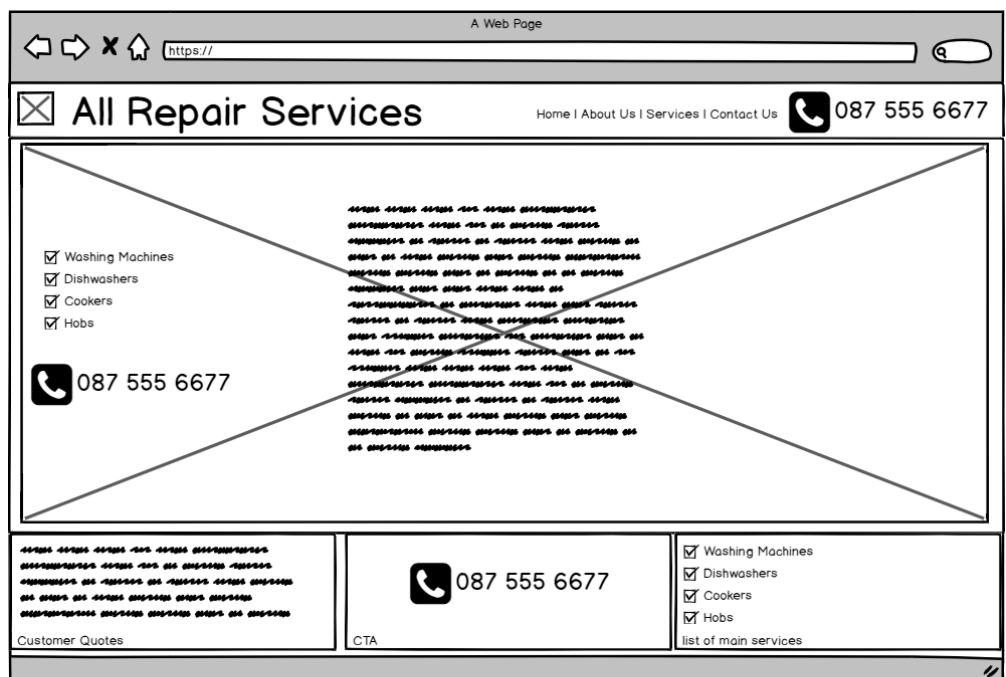 A Web Page
https://
All Repair Services
Home | About Us | Services | Contact Us
087 555 6677
Washing Machines
Dishwashers
Cookers
Hobs
087 555 6677
Customer Quotes
087 555 6677
CTA
Washing Machines
Dishwashers
Cookers
Hobs
list of main services